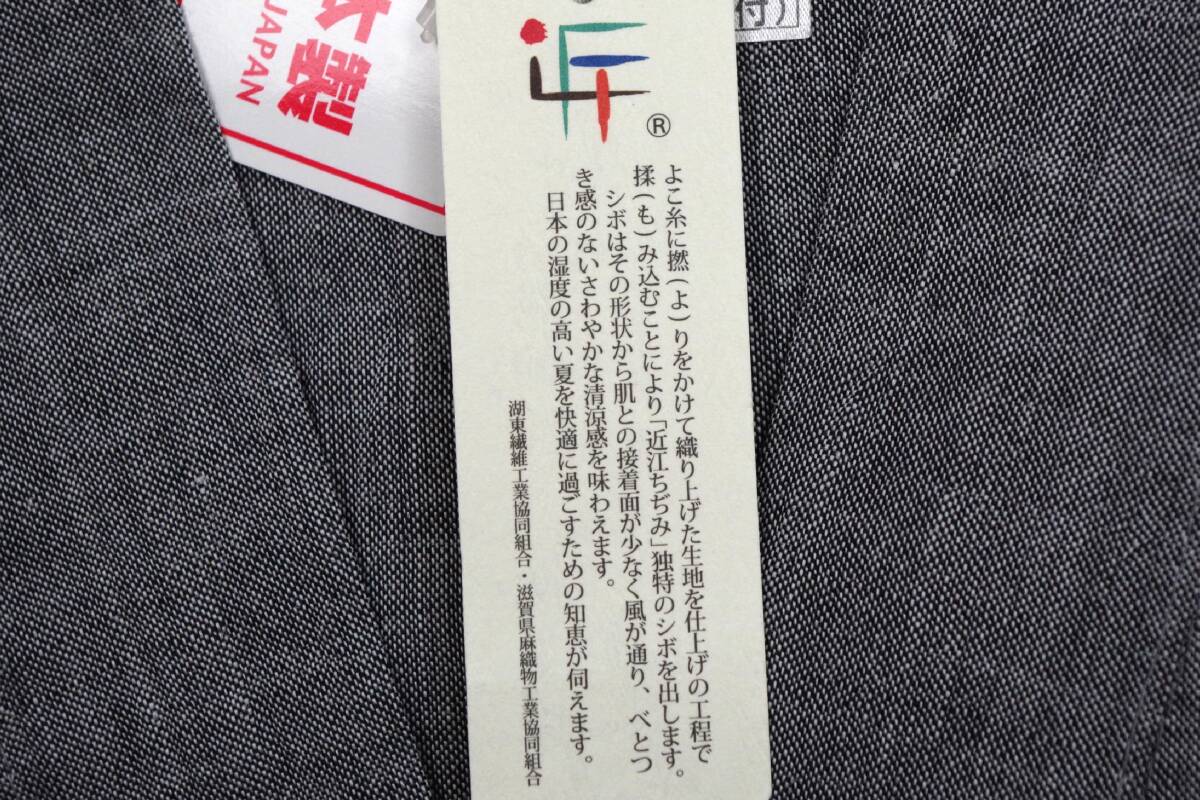 近
®
よこ糸に撚(よ)りをかけて織り上げた生地を仕上げの工程で
揉(も)み込むことにより「近江ちぢみ」独特のシボを出します。
シボはその形状から肌との接着面が少なく風が通り、べとつ
き感のないさわやかな清涼感を味わえます。
日本の湿度の高い夏を快適に過ごすための知恵が伺えます。
湖東繊維工業協同組合・滋賀県麻織物工業協同組合
製
JAPAN
付)